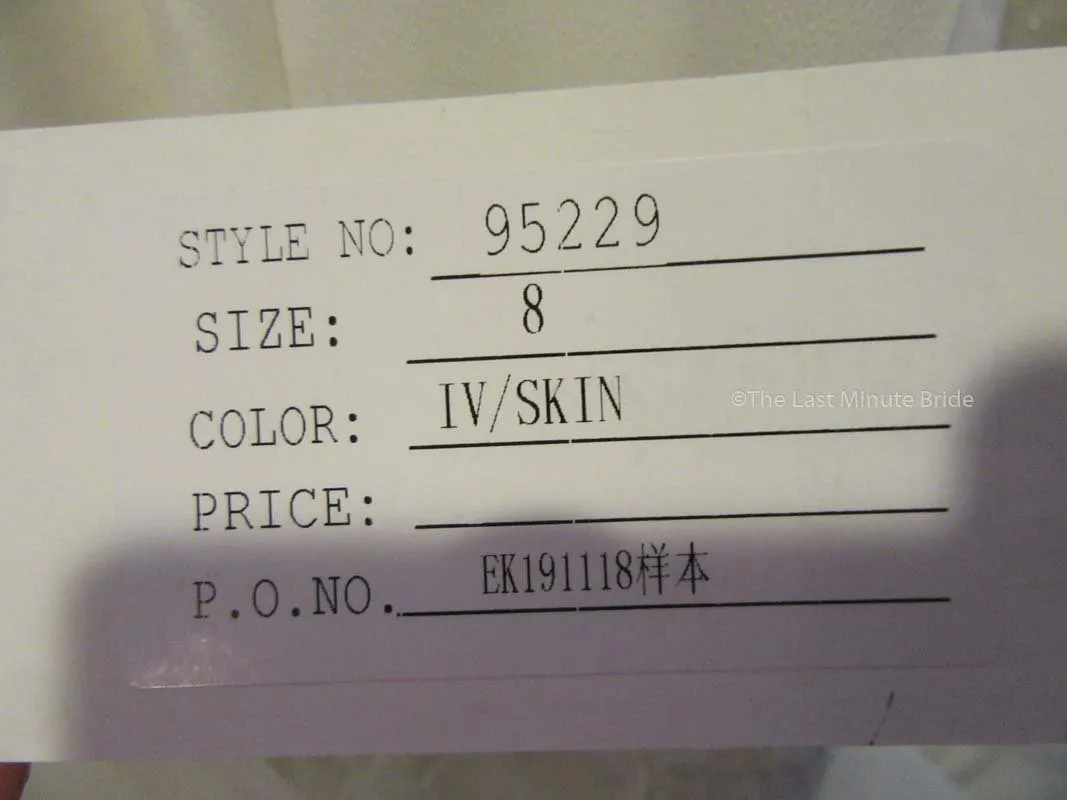 STYLE NO: 95229
SIZE: 8
COLOR: IV/SKIN
©The Last Minute Bride
PRICE:
P.O.NO. EK191118样本